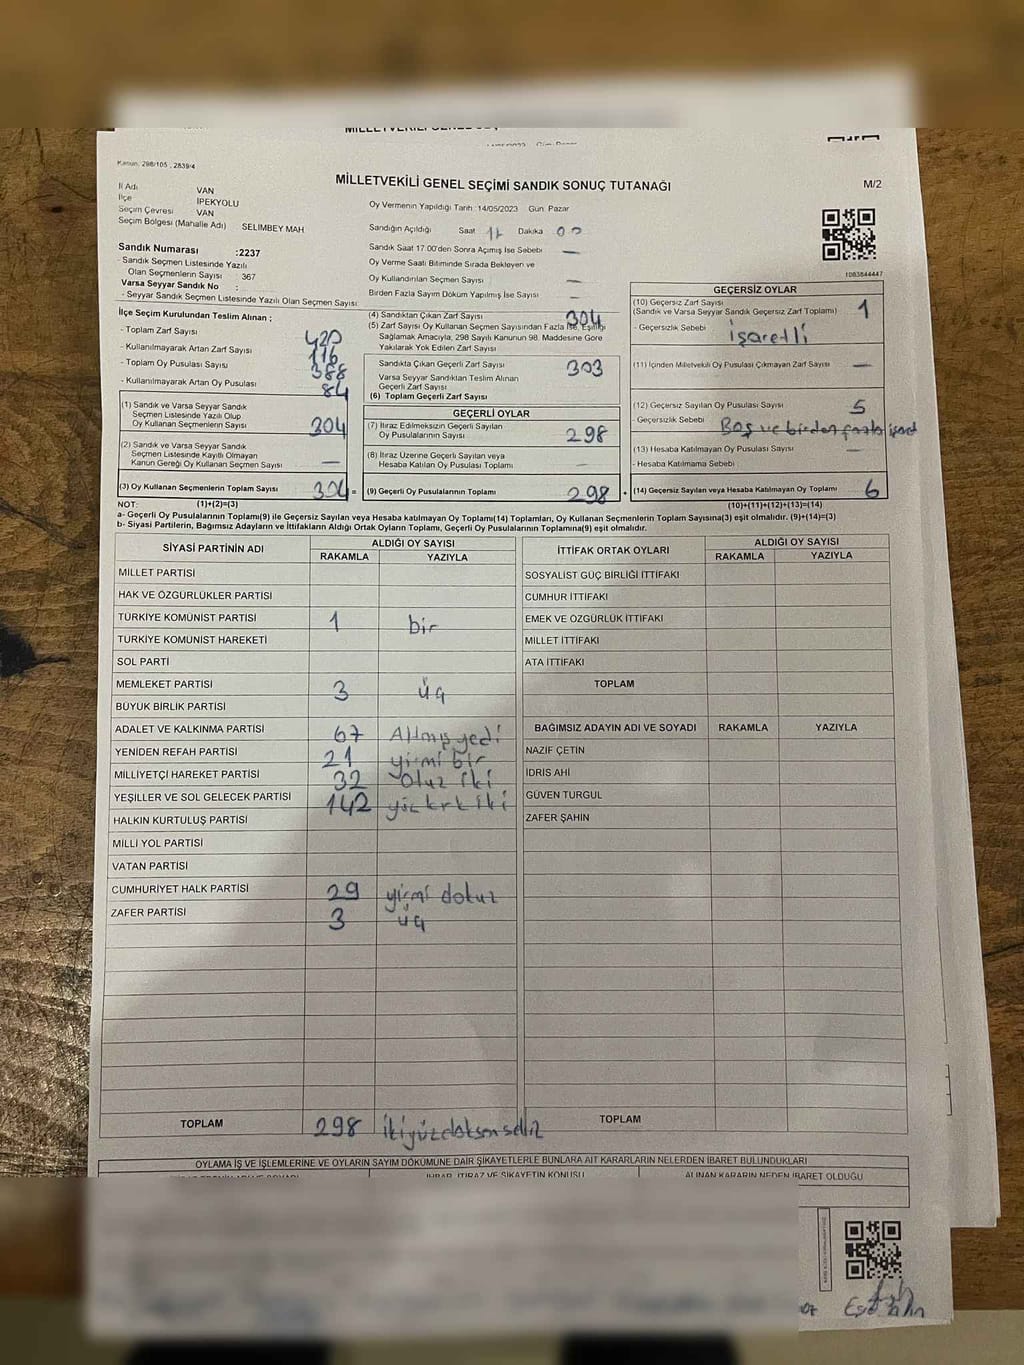 Kanun, 298/105 , 2839/4
MİLLETVEKİLİ GENEL SEÇİMİ SANDIK SONUÇ TUTANAĞI
M/2
İl Adı VAN
İlçe İPEKYOLU
Seçim Çevresi VAN
Seçim Bölgesi (Mahalle Adı) SELİMBEY MAH
Oy Vermenin Yapıldığı Tarih: 14/05/2023 Gün: Pazar
Sandığın Açıldığı Saat Dakika 00
Sandık Saat 17.00'den Sonra Açımış İse Sebebi —
Oy Verme Saati Bitiminde Sırada Bekleyen ve
Oy Kullandırılan Seçmen Sayısı —
Birden Fazla Sayım Döküm Yapılmış İse Sayısı —
1083844447
Sandık Numarası :2237
- Sandık Seçmen Listesinde Yazılı
Olan Seçmenlerin Sayısı : 367
Varsa Seyyar Sandık No :
- Seyyar Sandık Seçmen Listesinde Yazılı Olan Seçmen Sayısı:
İlçe Seçim Kurulundan Teslim Alınan ;
- Toplam Zarf Sayısı 420
- Kullanılmayarak Artan Zarf Sayısı 116
- Toplam Oy Pusulası Sayısı 388
- Kullanılmayarak Artan Oy Pusulası 84
(1) Sandık ve Varsa Seyyar Sandık
Seçmen Listesinde Yazılı Olup
Oy Kullanan Seçmenlerin Sayısı 304
(2) Sandık ve Varsa Seyyar Sandık
Seçmen Listesinde Kayıtlı Olmayan
Kanun Gereği Oy Kullanan Seçmen Sayısı —
(3) Oy Kullanan Seçmenlerin Toplam Sayısı 304 =
(4) Sandıktan Çıkan Zarf Sayısı 304
(5) Zarf Sayısı Oy Kullanan Seçmen Sayısından Fazla İse, Eşitliği
Sağlamak Amacıyla, 298 Sayılı Kanunun 98. Maddesine Göre
Yakılarak Yok Edilen Zarf Sayısı
Sandıkta Çıkan Geçerli Zarf Sayısı 303
Varsa Seyyar Sandıktan Teslim Alınan
Geçerli Zarf Sayısı
(6) Toplam Geçerli Zarf Sayısı
GEÇERLİ OYLAR
(7) İtiraz Edilmeksizin Geçerli Sayılan
Oy Pusulalarının Sayısı 298
(8) İtiraz Üzerine Geçerli Sayılan veya
Hesaba Katılan Oy Pusulası Toplamı —
(9) Geçerli Oy Pusulalarının Toplamı 298 +
GEÇERSİZ OYLAR
(10) Geçersiz Zarf Sayısı 1
(Sandık ve Varsa Seyyar Sandık Geçersiz Zarf Toplamı)
- Geçersizlik Sebebi işaretli
(11) İçinden Milletvekili Oy Pusulası Çıkmayan Zarf Sayısı —
(12) Geçersiz Sayılan Oy Pusulası Sayısı 5
- Geçersizlik Sebebi Boş ve birden fazla
(13) Hesaba Katılmayan Oy Pusulası Sayısı —
- Hesaba Katılmama Sebebi
(14) Geçersiz Sayılan veya Hesaba Katılmayan Oy Toplamı 6
NOT: (1)+(2)=(3) (10)+(11)+(12)+(13)=(14)
a- Geçerli Oy Pusulalarının Toplamı(9) ile Geçersiz Sayılan veya Hesaba katılmayan Oy Toplamı(14) Toplamları, Oy Kullanan Seçmenlerin Toplam Sayısına(3) eşit olmalıdır. (9)+(14)=(3)
b- Siyasi Partilerin, Bağımsız Adayların ve İttifakların Aldığı Ortak Oyların Toplamı, Geçerli Oy Pusulalarının Toplamına(9) eşit olmalıdır.
SİYASİ PARTİNİN ADI ALDIĞI OY SAYISI
RAKAMLA YAZIYLA
MİLLET PARTİSİ
HAK VE ÖZGÜRLÜKLER PARTİSİ
TÜRKİYE KOMÜNİST PARTİSİ 1 bir
TÜRKİYE KOMÜNİST HAREKETİ
SOL PARTİ
MEMLEKET PARTİSİ 3 üç
BÜYÜK BİRLİK PARTİSİ
ADALET VE KALKINMA PARTİSİ 67 Altmış yedi
YENİDEN REFAH PARTİSİ 21 yirmi bir
MİLLİYETÇİ HAREKET PARTİSİ 32 Otuz iki
YEŞİLLER VE SOL GELECEK PARTİSİ 142 yüz kırk iki
HALKIN KURTULUŞ PARTİSİ
MİLLİ YOL PARTİSİ
VATAN PARTİSİ
CUMHURİYET HALK PARTİSİ 29 yirmi dokuz
ZAFER PARTİSİ 3 üç
TOPLAM 298 ikiyüzdoksansekiz
İTTİFAK ORTAK OYLARI ALDIĞI OY SAYISI
RAKAMLA YAZIYLA
SOSYALİST GÜÇ BİRLİĞİ İTTİFAKI
CUMHUR İTTİFAKI
EMEK VE ÖZGÜRLÜK İTTİFAKI
MİLLET İTTİFAKI
ATA İTTİFAKI
TOPLAM
BAĞIMSIZ ADAYIN ADI VE SOYADI RAKAMLA YAZIYLA
NAZİF ÇETİN
İDRİS AHİ
GÜVEN TURGUL
ZAFER ŞAHİN
TOPLAM
OYLAMA İŞ VE İŞLEMLERİNE VE OYLARIN SAYIM DÖKÜMÜNE DAİR ŞİKAYETLERLE BUNLARA AİT KARARLARIN NELERDEN İBARET BULUNDUKLARI
İHBAR, İTİRAZ VE ŞİKAYETİN KONUSU
ALINAN KARARIN NEDEN İBARET OLDUĞU